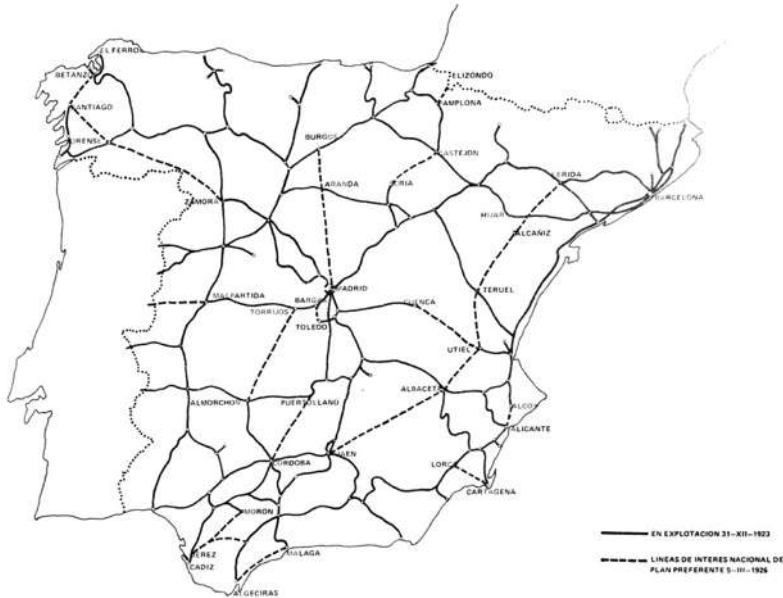 EL FERROL
BETANZO
SANTIAGO
ORENSE
ELIZONDO
PAMPLONA
BURGOS
CASTEJON
ARANDA
SORIA
LERIDA
BARCELONA
ZAMORA
HIJAR
ALCAÑIZ
MADRID
TERUEL
MALPARTIDA
BARGAS
CUENCA
TORRIJOS
TOLEDO
UTIEL
ALBACETE
ALMORCHON
PUERTOLLANO
ALCOY
ALICANTE
JAEN
CORDOBA
LORCA
CARTAGENA
MORON
JEREZ
CADIZ
MALAGA
ALGECIRAS
EN EXPLOTACION 31-XII-1923
LINEAS DE INTERES NACIONAL DE
PLAN PREFERENTE 5-III-1926